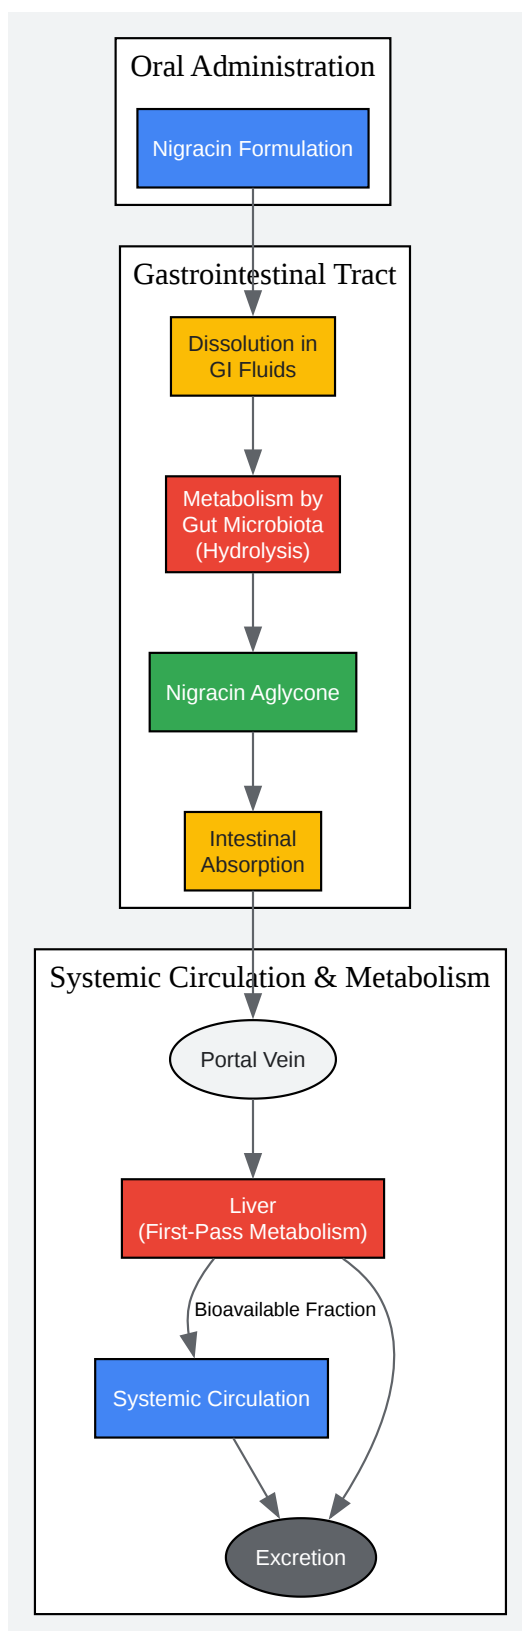 Oral Administration
Nigracin Formulation
Gastrointestinal Tract
Dissolution in
GI Fluids
Metabolism by
Gut Microbiota
(Hydrolysis)
Nigracin Aglycone
Intestinal
Absorption
Systemic Circulation & Metabolism
Portal Vein
Liver
(First-Pass Metabolism)
Bioavailable Fraction
Systemic Circulation
Excretion